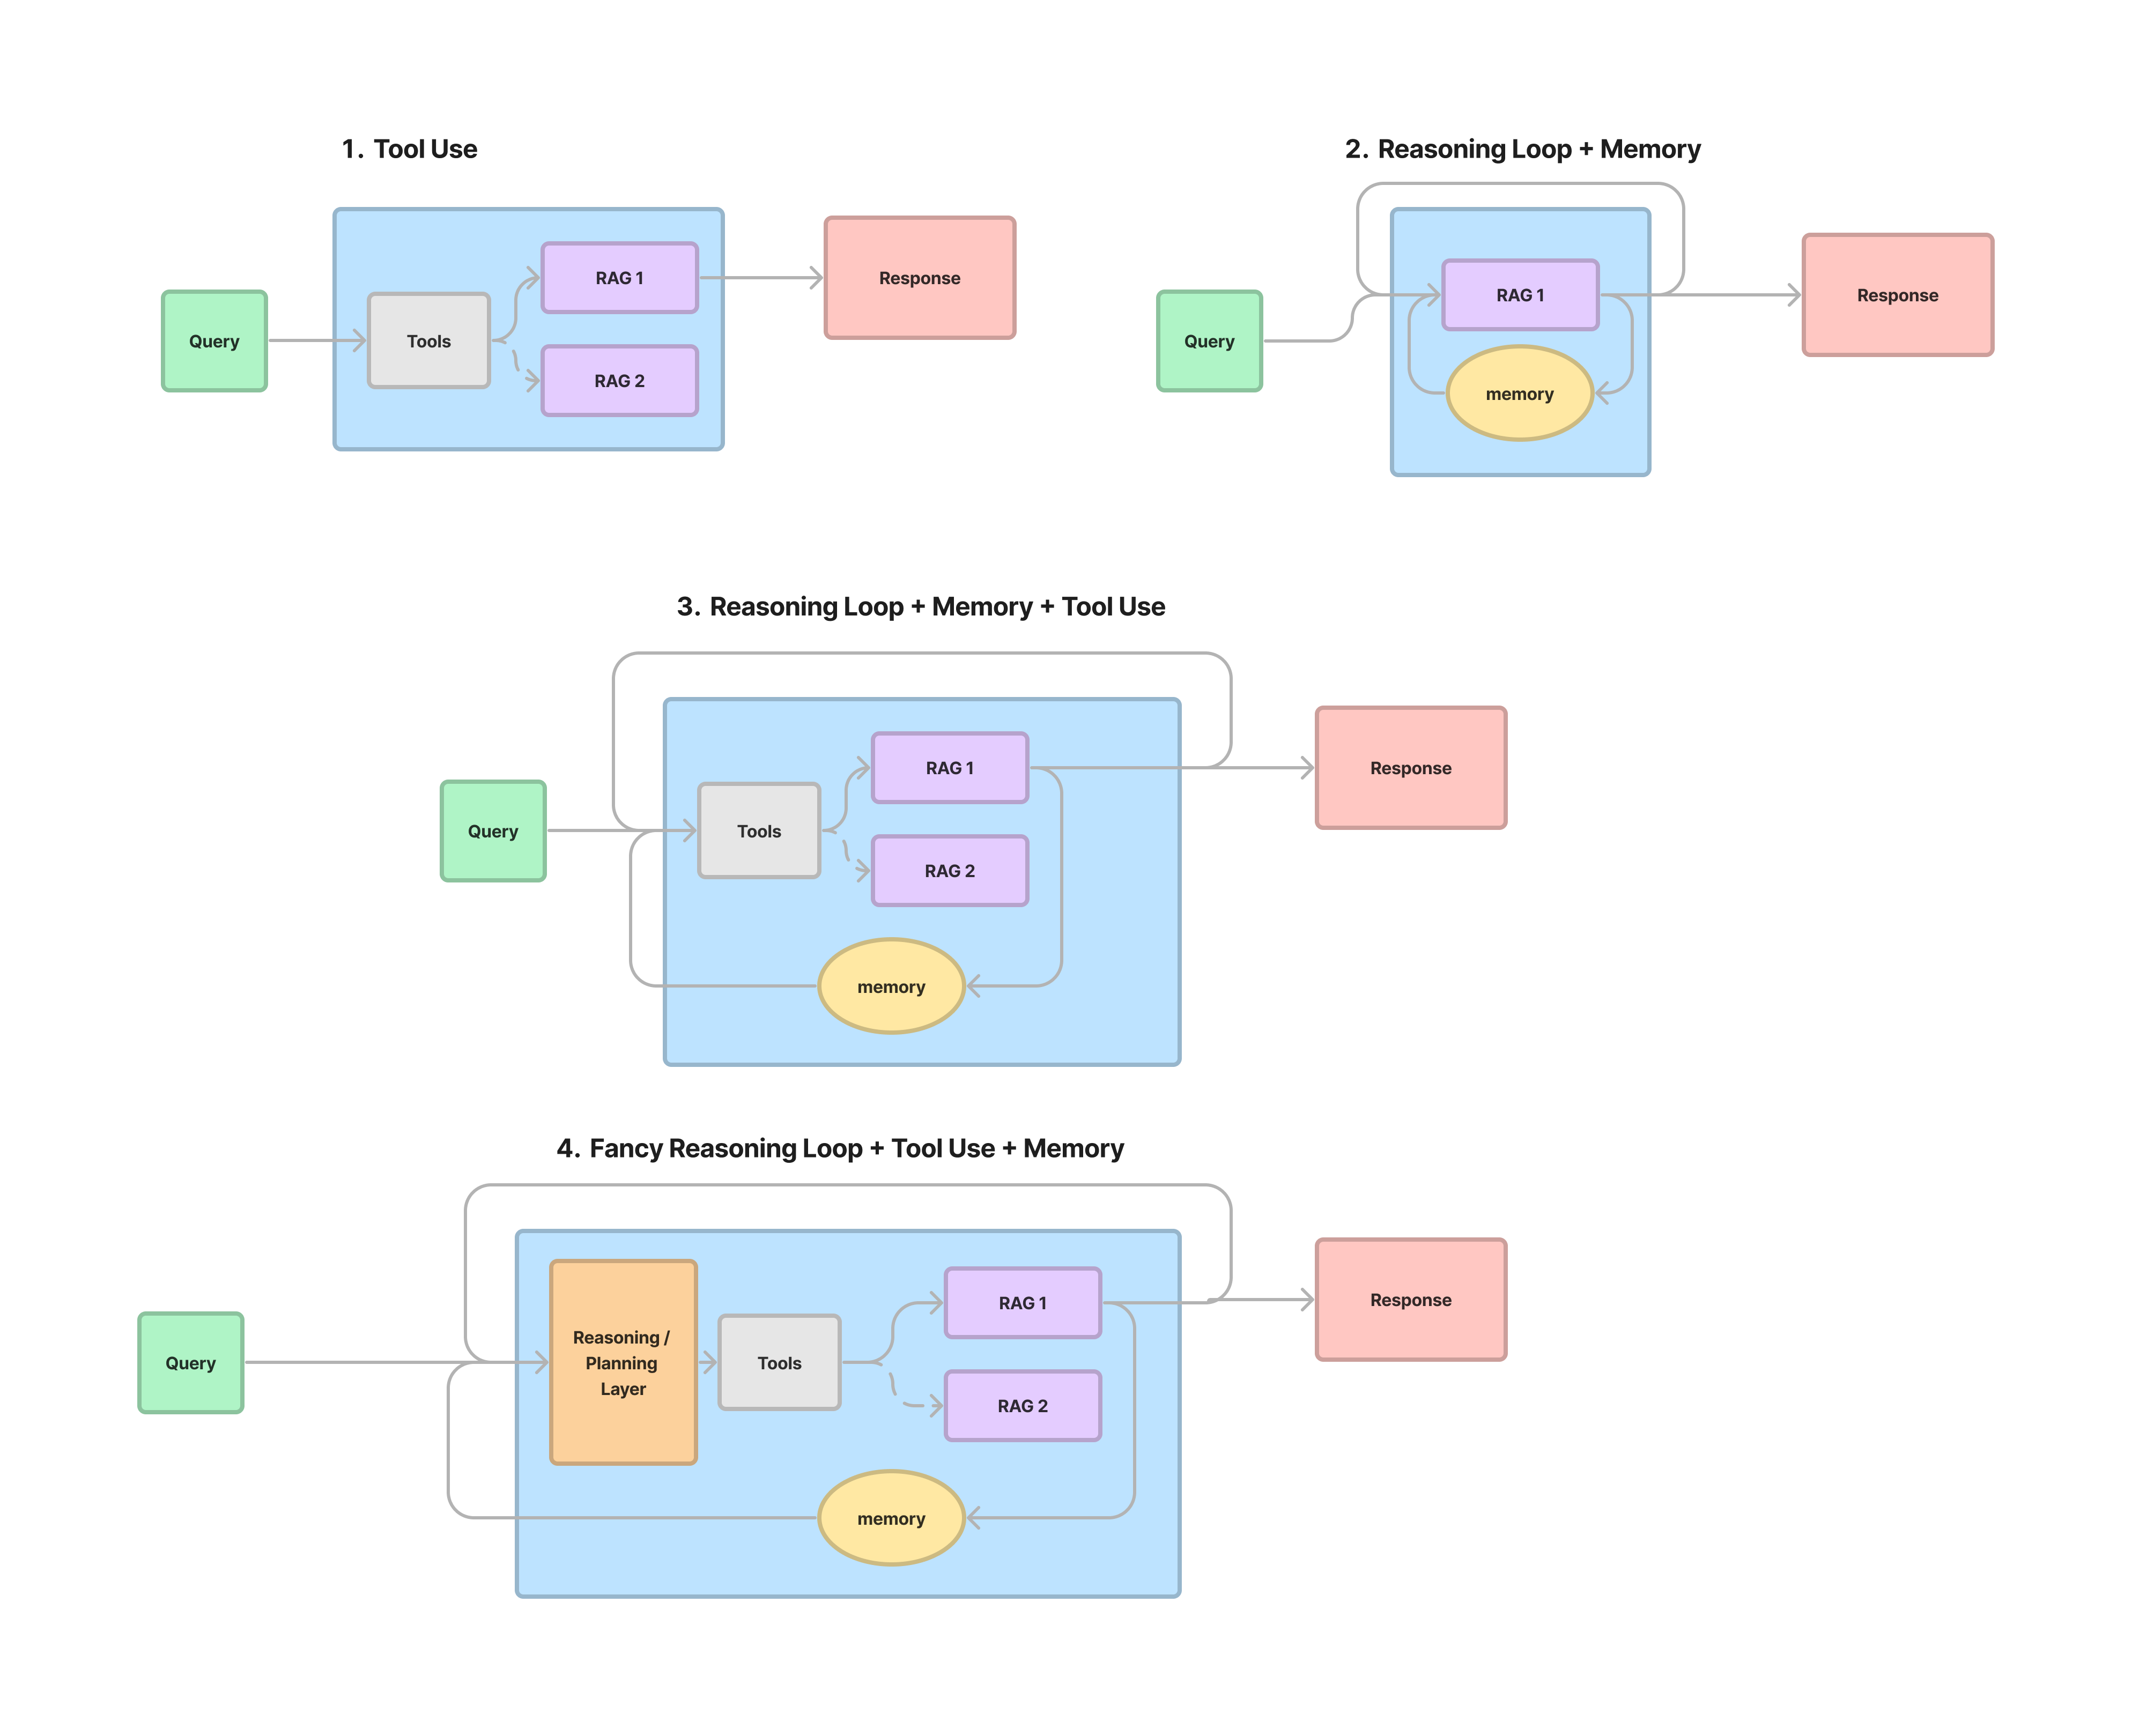 1. Tool Use
Query
Tools
RAG 1
RAG 2
Response
2. Reasoning Loop + Memory
Query
RAG 1
memory
Response
3. Reasoning Loop + Memory + Tool Use
Query
Tools
RAG 1
RAG 2
memory
Response
4. Fancy Reasoning Loop + Tool Use + Memory
Query
Reasoning /
Planning
Layer
Tools
RAG 1
RAG 2
memory
Response